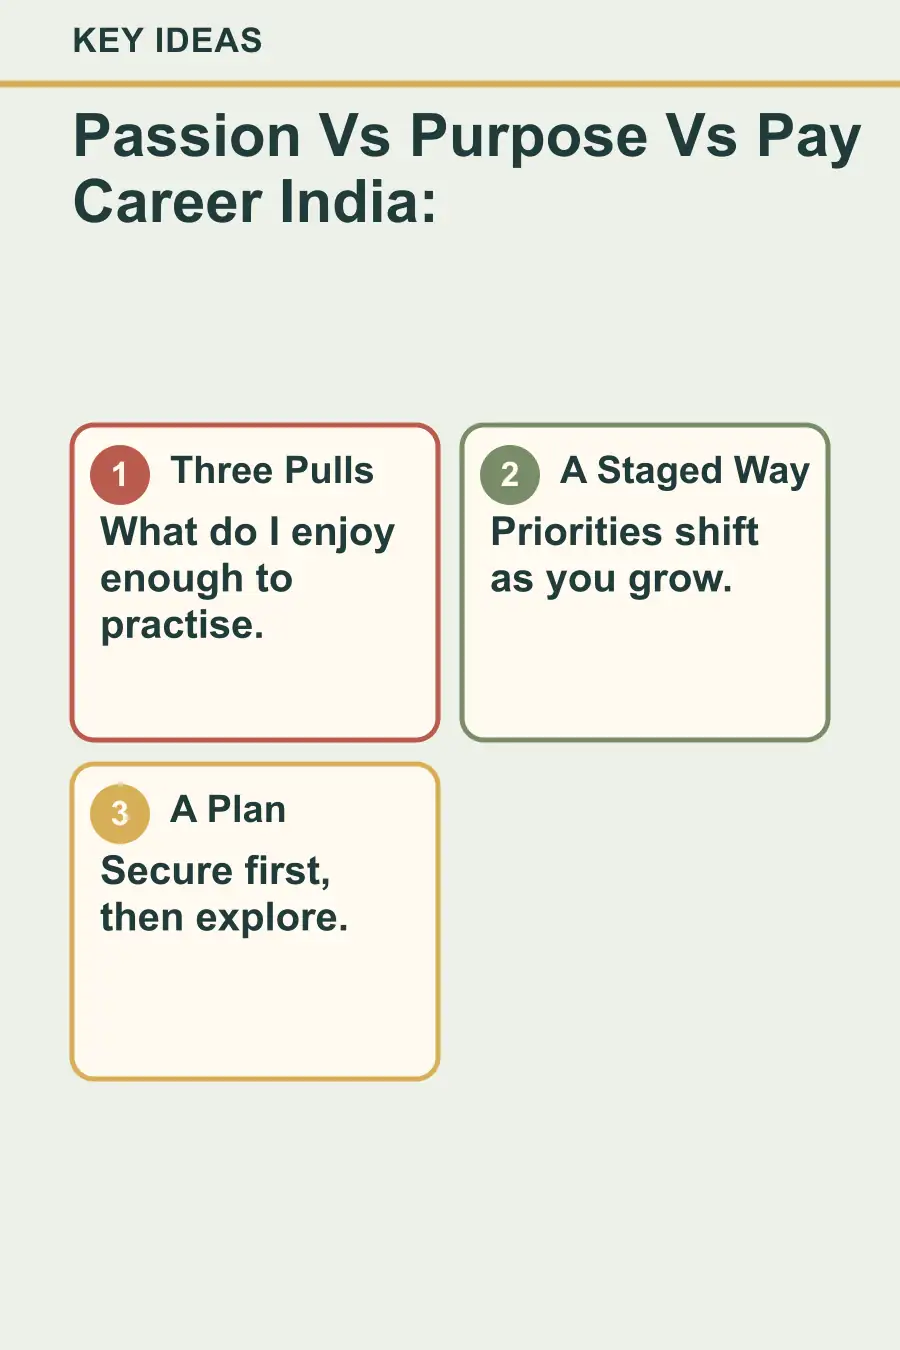 KEY IDEAS
Passion Vs Purpose Vs Pay
Career India:
1 Three Pulls
What do I enjoy
enough to
practise.
2 A Staged Way
Priorities shift
as you grow.
3 A Plan
Secure first,
then explore.